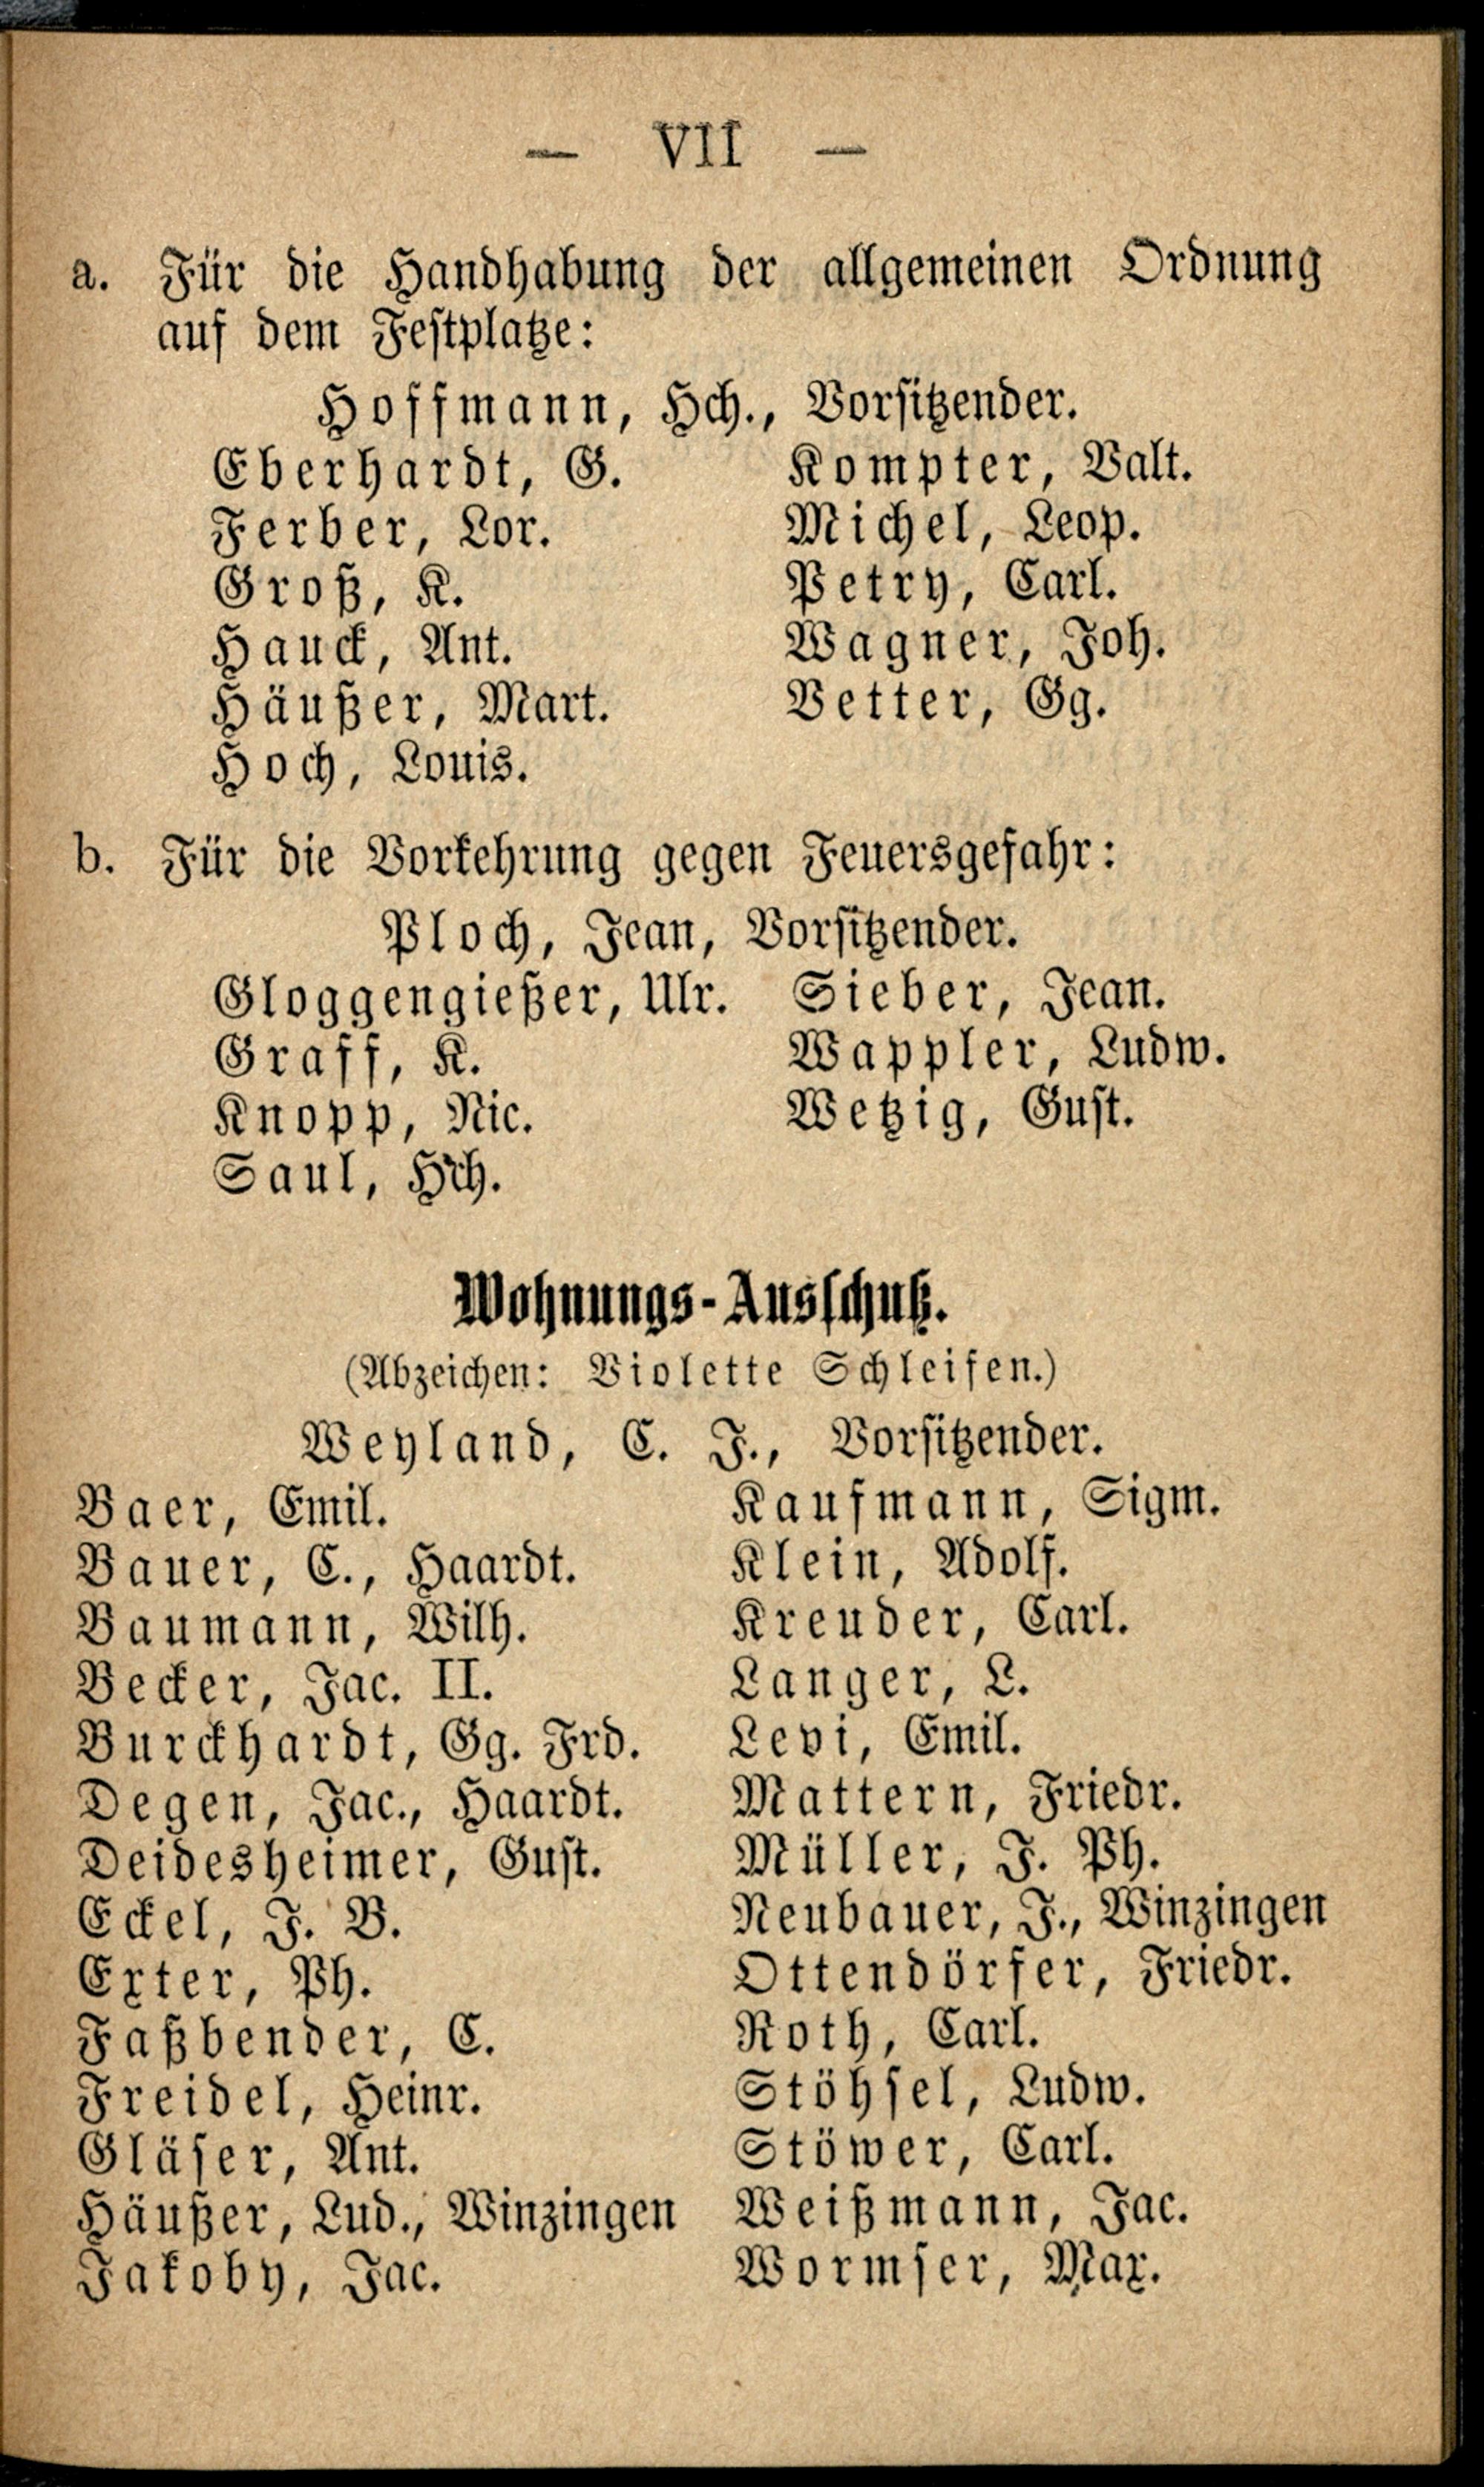 — VII —
a. Für die Handhabung der allgemeinen Ordnung
auf dem Festplatze:
Hoffmann, Hch., Vorsitzender.
Eberhardt, G.
Ferber, Lor.
Groß, K.
Hauck, Ant.
Häußer, Mart.
Hoch, Louis.
Kompter, Valt.
Michel, Leop.
Petry, Carl.
Wagner, Joh.
Vetter, Gg.
b. Für die Vorkehrung gegen Feuersgefahr:
Ploch, Jean, Vorsitzender.
Gloggengießer, Ulr.
Graff, K.
Knopp, Nic.
Saul, Hch.
Sieber, Jean.
Wappler, Ludw.
Wetzig, Gust.
Wohnungs-Ausschuß.
(Abzeichen: Violette Schleifen.)
Weyland, C. J., Vorsitzender.
Baer, Emil.
Bauer, C., Haardt.
Baumann, Wilh.
Becker, Jac. II.
Burckhardt, Gg. Frd.
Degen, Jac., Haardt.
Deidesheimer, Gust.
Eckel, J. B.
Exter, Ph.
Faßbender, C.
Freidel, Heinr.
Gläser, Ant.
Häußer, Lud., Winzingen
Jakoby, Jac.
Kaufmann, Sigm.
Klein, Adolf.
Kreuder, Carl.
Langer, L.
Levi, Emil.
Mattern, Friedr.
Müller, J. Ph.
Neubauer, J., Winzingen
Ottendörfer, Friedr.
Roth, Carl.
Stöhsel, Ludw.
Stöwer, Carl.
Weißmann, Jac.
Wormser, Max.